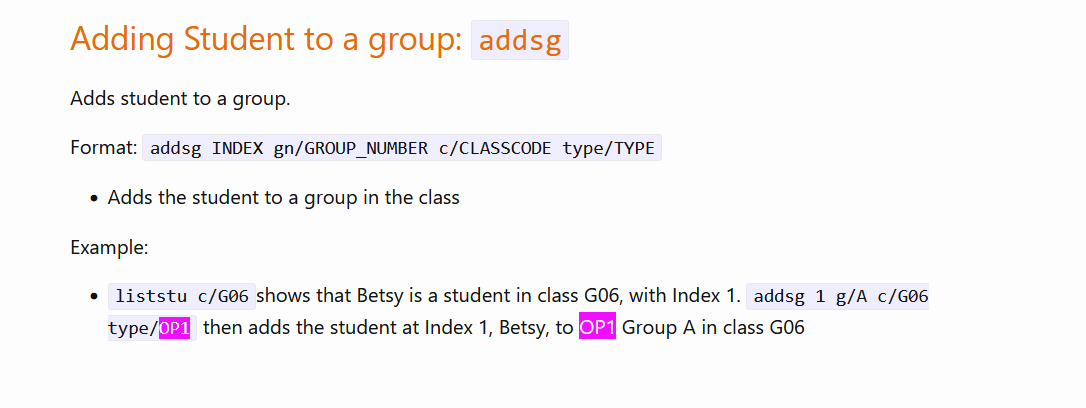 Adding Student to a group: addsg
Adds student to a group.
Format: addsg INDEX gn/GROUP_NUMBER c/CLASSCODE type/TYPE
• Adds the student to a group in the class
Example:
• liststu c/G06 shows that Betsy is a student in class G06, with Index 1. addsg 1 g/A c/G06
type/OP1 then adds the student at Index 1, Betsy, to OP1 Group A in class G06